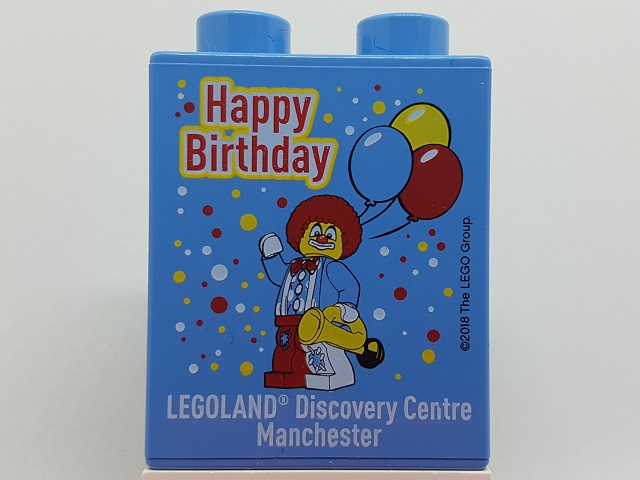 Happy
Birthday
©2018 The LEGO Group.
LEGOLAND® Discovery Centre
Manchester